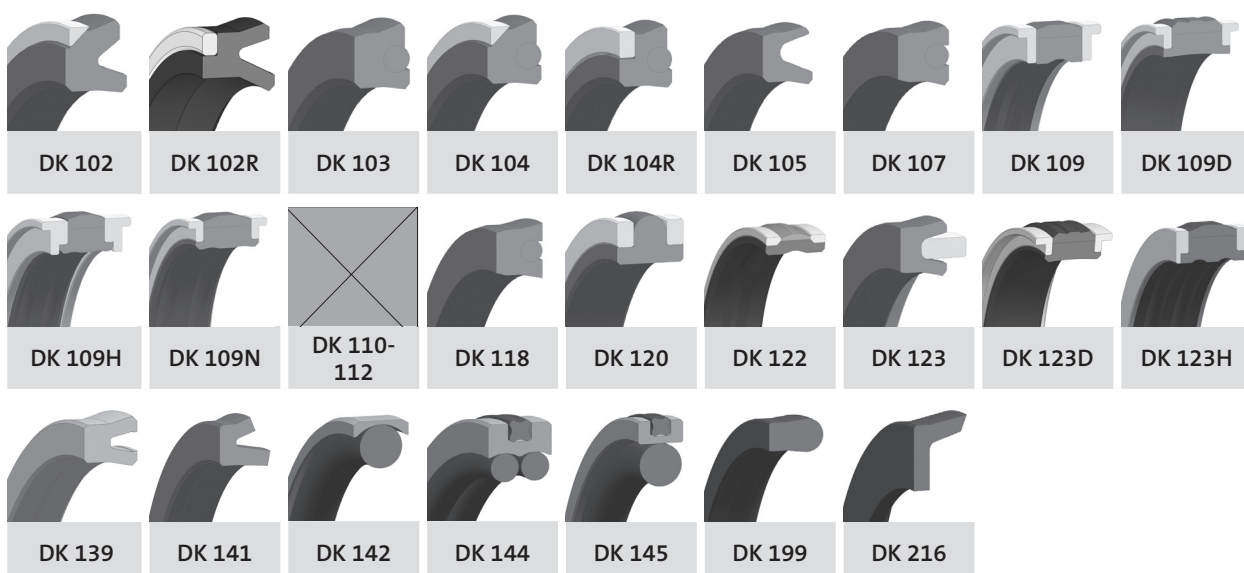 DK 102
DK 102R
DK 103
DK 104
DK 104R
DK 105
DK 107
DK 109
DK 109D
DK 109H
DK 109N
DK 110-
112
DK 118
DK 120
DK 122
DK 123
DK 123D
DK 123H
DK 139
DK 141
DK 142
DK 144
DK 145
DK 199
DK 216